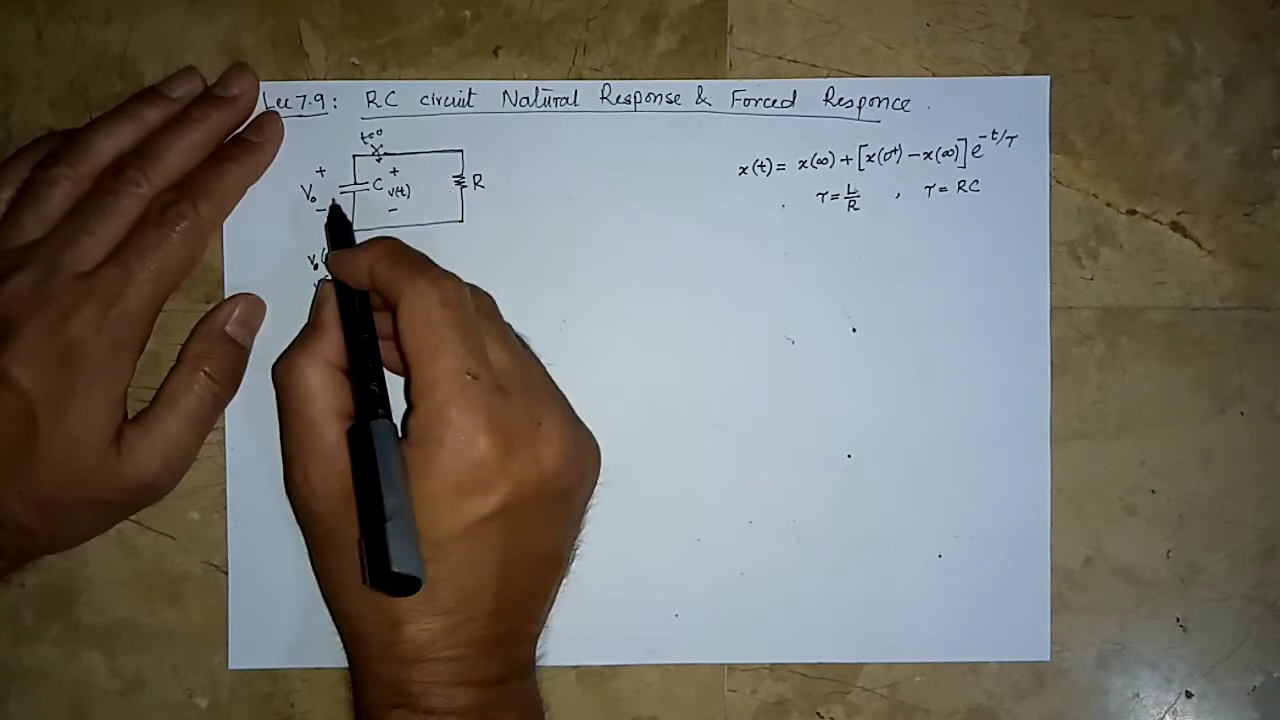 Lec 7.9: RC circuit Natural Response & Forced Responce.
t=0
x(t) = x(∞) + [x(0⁺) - x(∞)] e^-t/τ
τ = L/R , τ = RC
+ +
V₀ C v(t) R
- -